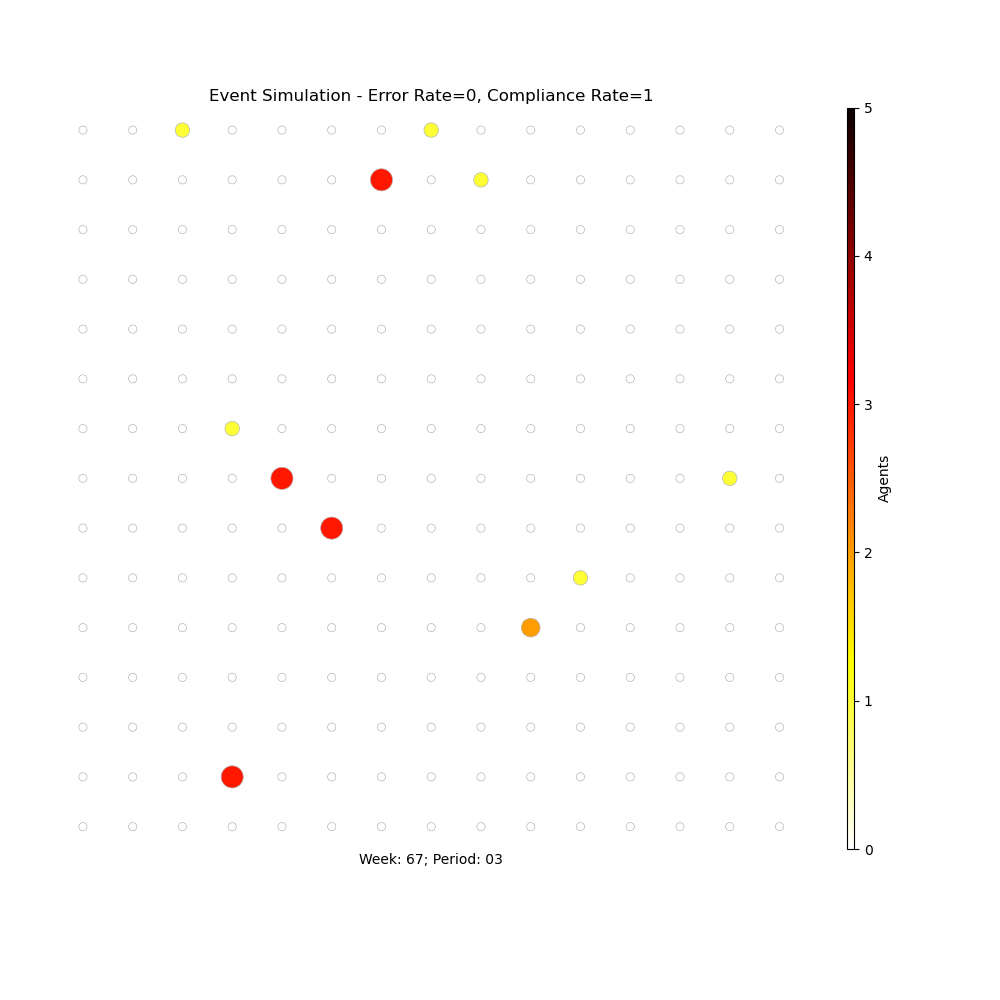 Event Simulation - Error Rate=0, Compliance Rate=1
5
4
3
2
1
0
Agents
Week: 67; Period: 03